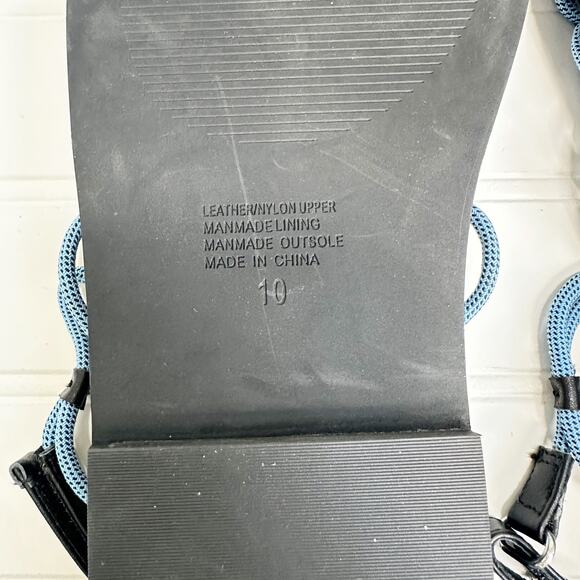 LEATHER/NYLON UPPER
MANMADE LINING
MANMADE OUTSOLE
MADE IN CHINA
10